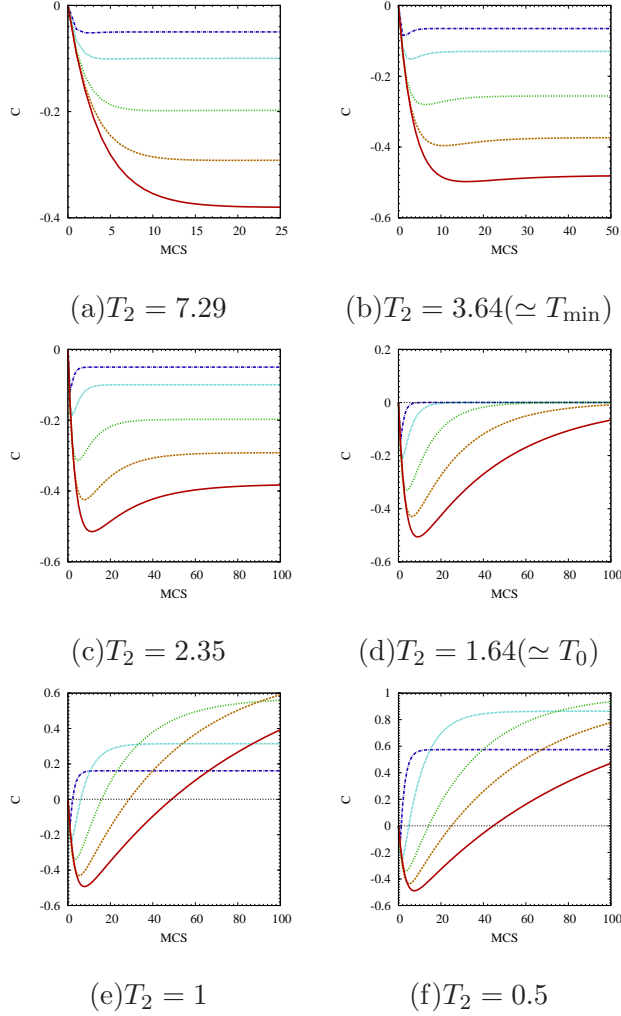 0
-0.2
-0.4
C
0 5 10 15 20 25
MCS
(a)T₂ = 7.29
0
-0.2
-0.4
-0.6
C
0 10 20 30 40 50
MCS
(b)T₂ = 3.64(≃ T_min)
0
-0.2
-0.4
-0.6
C
0 20 40 60 80 100
MCS
(c)T₂ = 2.35
0.2
0
-0.2
-0.4
-0.6
C
0 20 40 60 80 100
MCS
(d)T₂ = 1.64(≃ T₀)
0.6
0.4
0.2
0
-0.2
-0.4
-0.6
C
0 20 40 60 80 100
MCS
(e)T₂ = 1
1
0.8
0.6
0.4
0.2
0
-0.2
-0.4
-0.6
C
0 20 40 60 80 100
MCS
(f)T₂ = 0.5